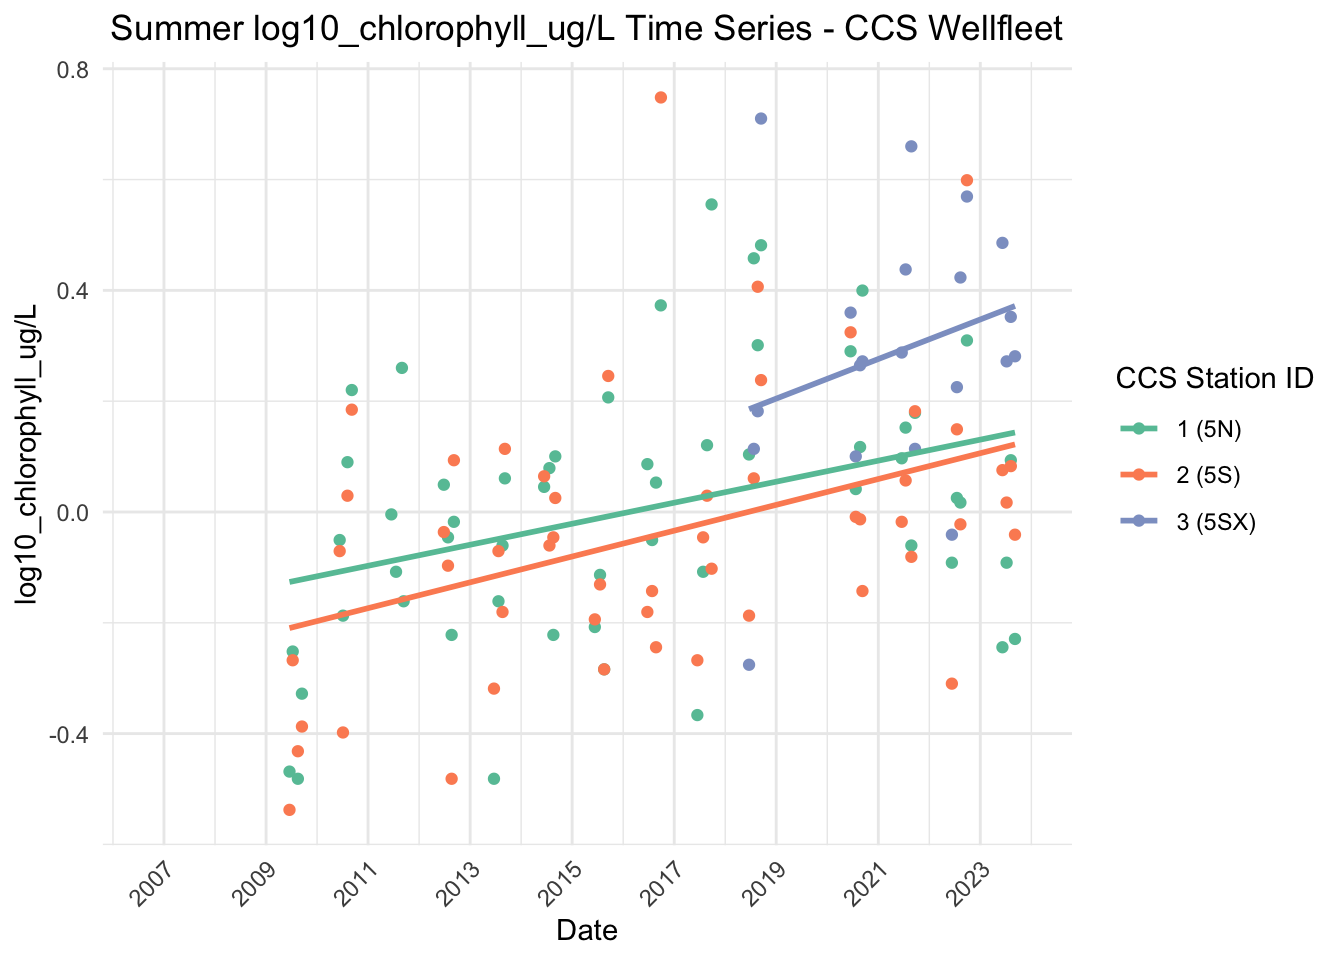 Summer log10_chlorophyll_ug/L Time Series - CCS Wellfleet
0.8
0.4
0.0
-0.4
log10_chlorophyll_ug/L
2007
2009
2011
2013
2015
2017
2019
2021
2023
Date
CCS Station ID
1 (5N)
2 (5S)
3 (5SX)